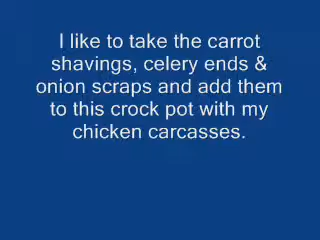 I like to take the carrot
shavings, celery ends &
onion scraps and add them
to this crock pot with my
chicken carcasses.